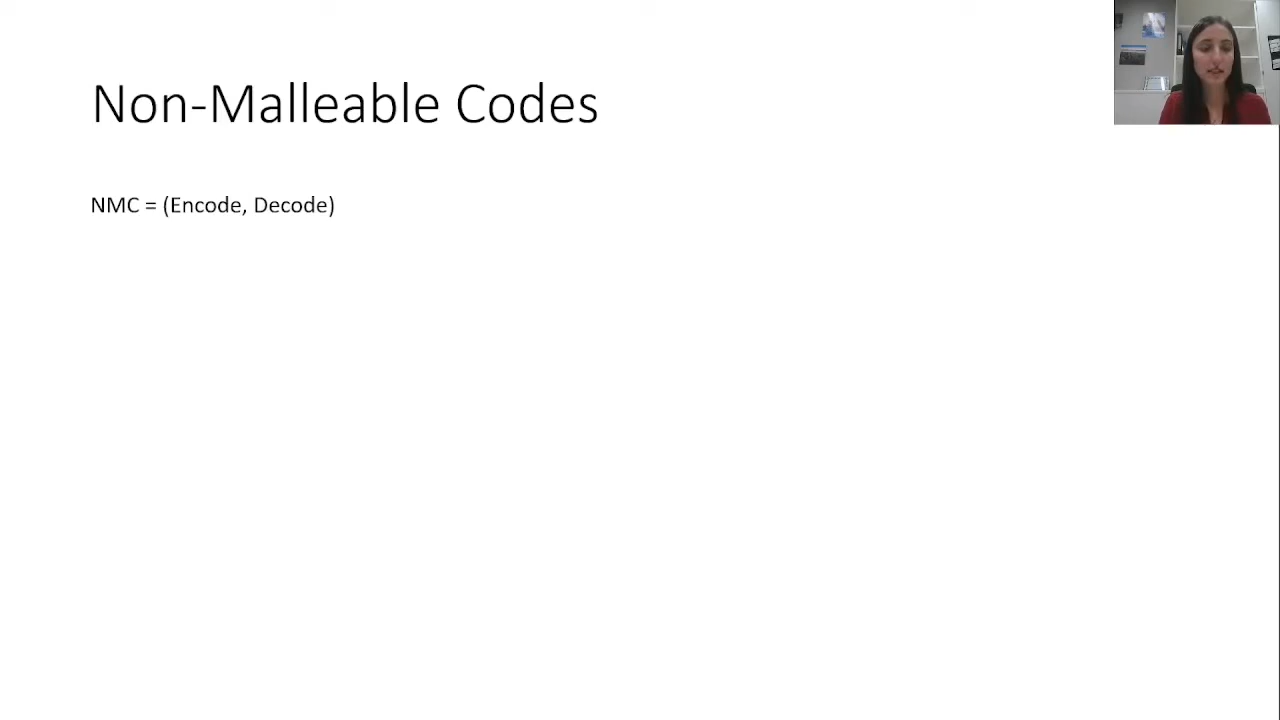 Non-Malleable Codes
NMC = (Encode, Decode)